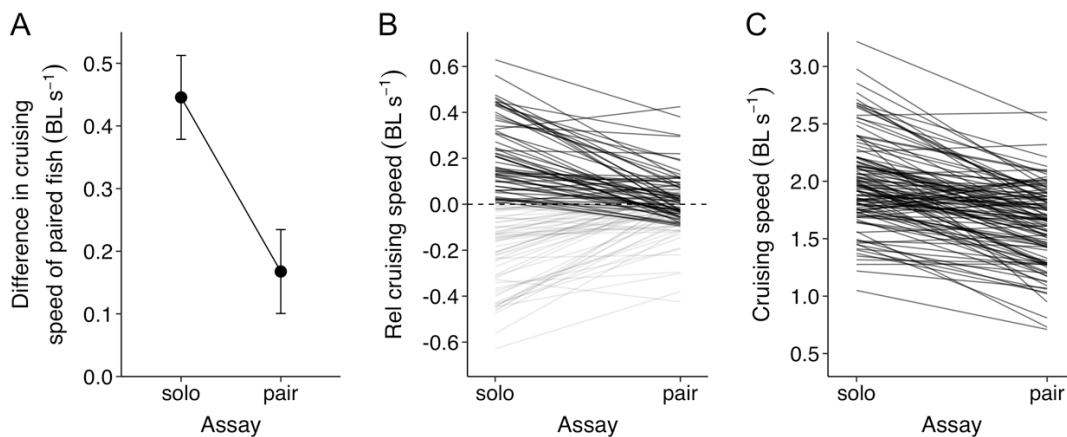 A
Difference in cruising
speed of paired fish (BL s⁻¹)
0.5
0.4
0.3
0.2
0.1
0.0
solo
pair
Assay
B
Rel cruising speed (BL s⁻¹)
0.6
0.4
0.2
0.0
-0.2
-0.4
-0.6
solo
pair
Assay
C
Cruising speed (BL s⁻¹)
3.0
2.5
2.0
1.5
1.0
0.5
solo
pair
Assay